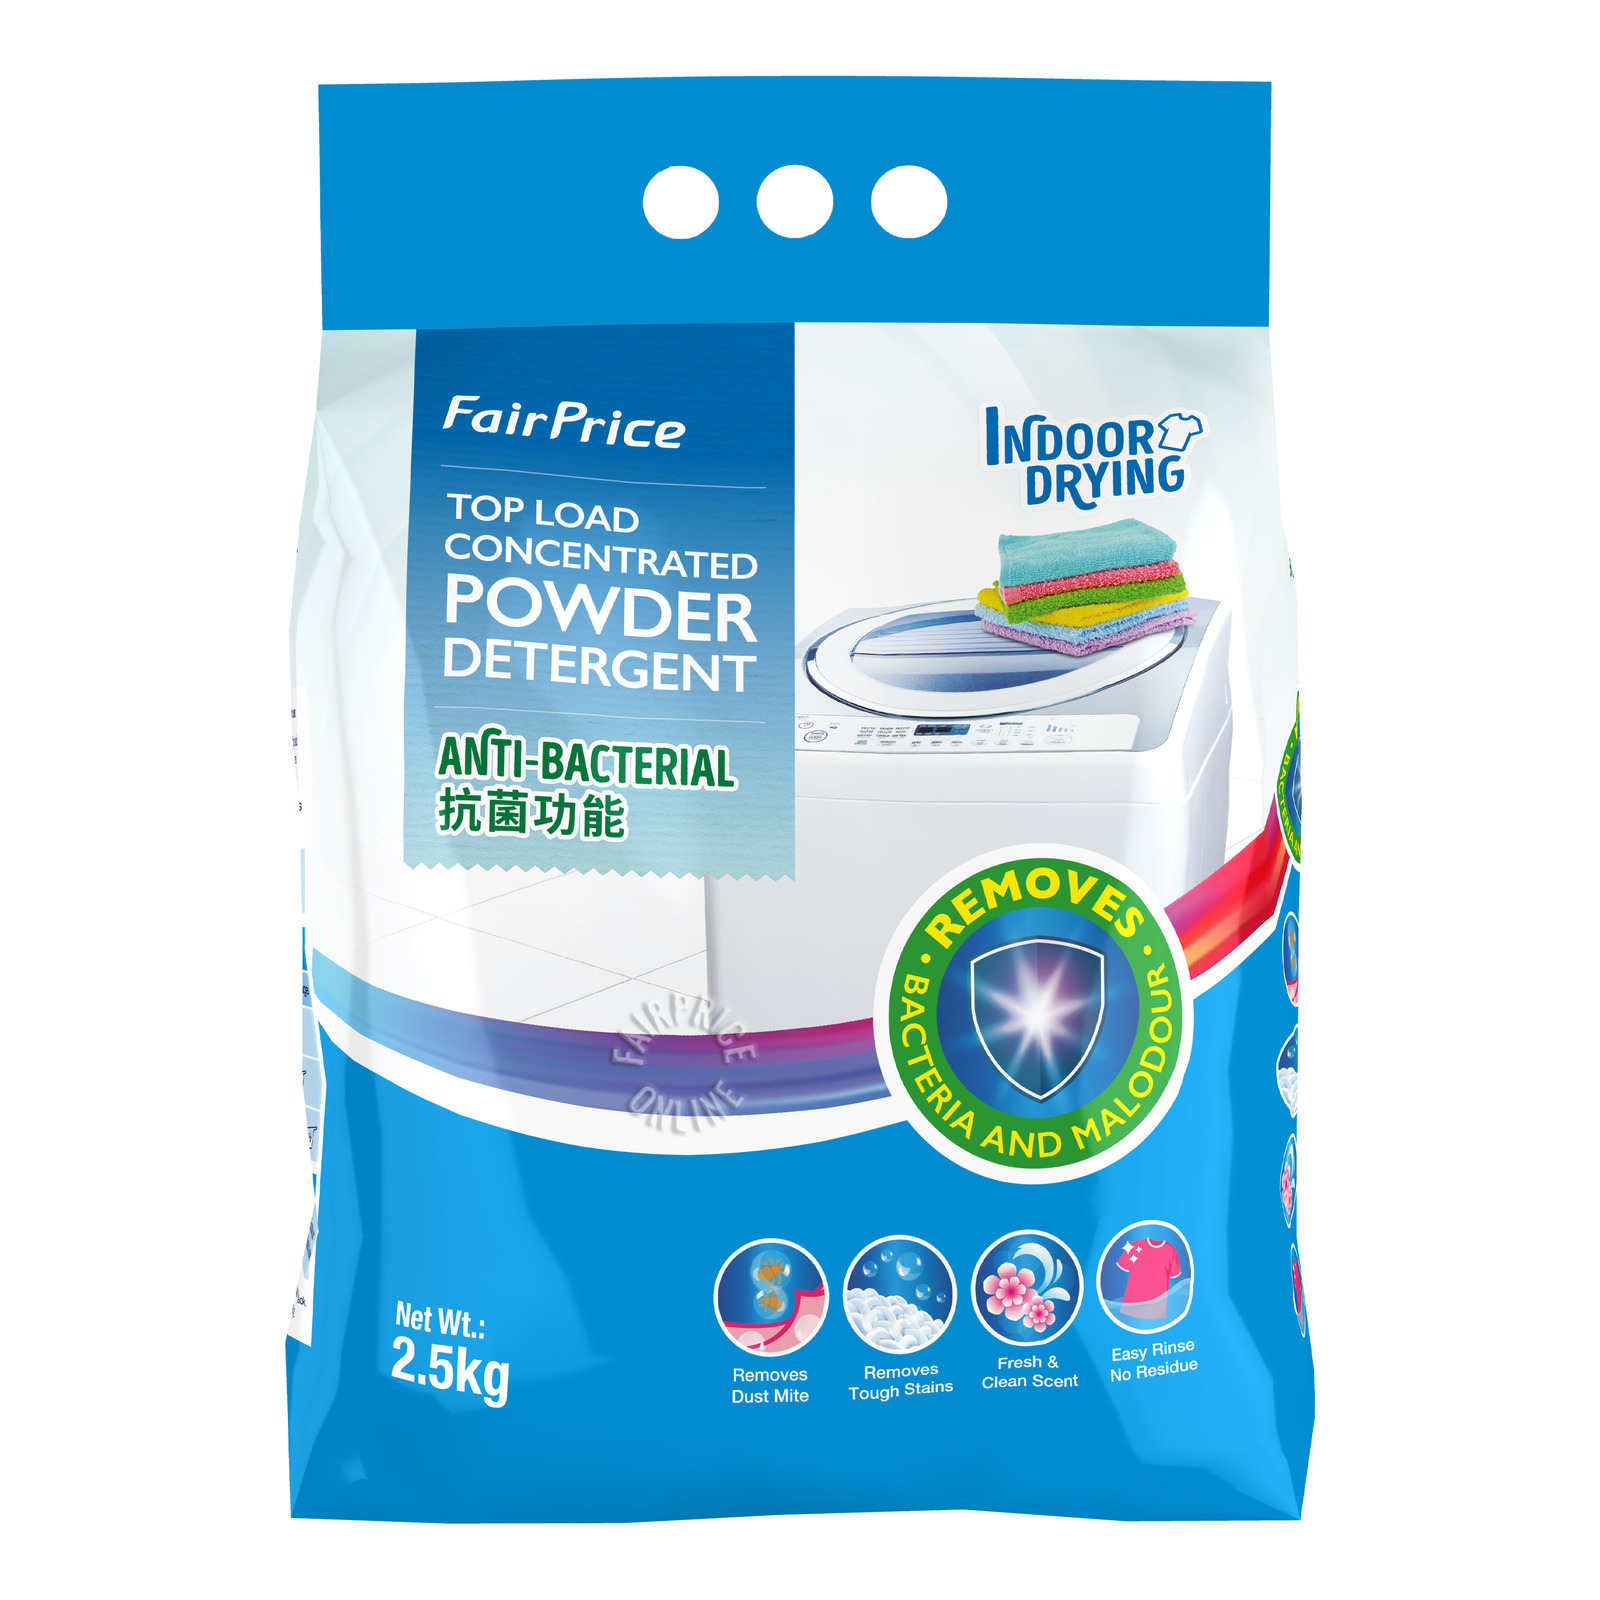 FairPrice
TOP LOAD
CONCENTRATED
POWDER
DETERGENT
ANTI-BACTERIAL
抗菌功能
INDOOR
DRYING
REMOVES
BACTERIA AND MALODOUR
FAIRPRICE
ONLINE
Net Wt.:
2.5kg
Removes
Dust Mite
Removes
Tough Stains
Fresh &
Clean Scent
Easy Rinse
No Residue